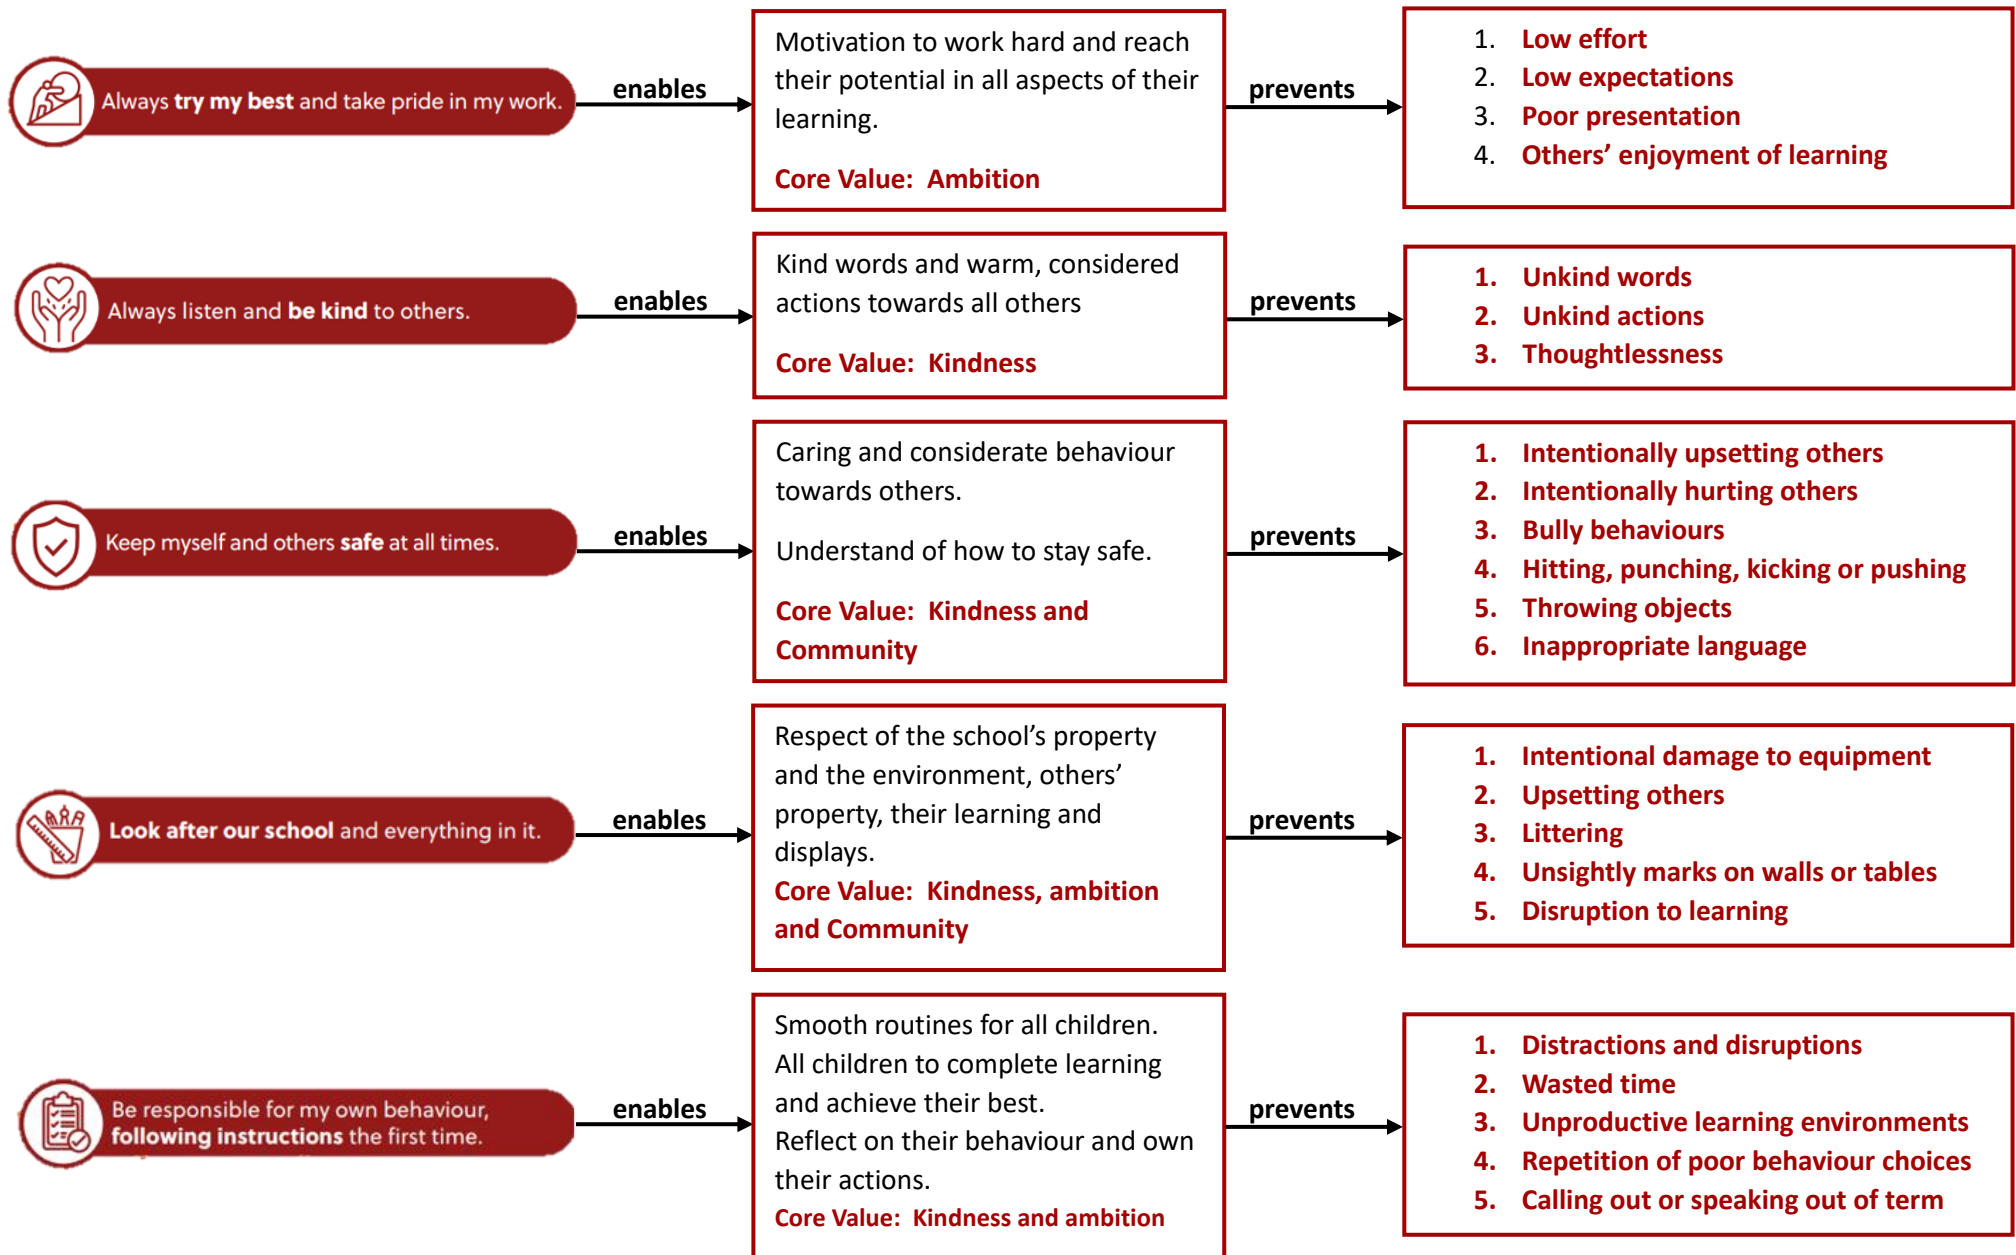 Always try my best and take pride in my work.
enables
Motivation to work hard and reach
their potential in all aspects of their
learning.
Core Value:  Ambition
prevents
1. Low effort
2. Low expectations
3. Poor presentation
4. Others’ enjoyment of learning
Always listen and be kind to others.
enables
Kind words and warm, considered
actions towards all others
Core Value:  Kindness
prevents
1. Unkind words
2. Unkind actions
3. Thoughtlessness
Keep myself and others safe at all times.
enables
Caring and considerate behaviour
towards others.
Understand of how to stay safe.
Core Value:  Kindness and
Community
prevents
1. Intentionally upsetting others
2. Intentionally hurting others
3. Bully behaviours
4. Hitting, punching, kicking or pushing
5. Throwing objects
6. Inappropriate language
Look after our school and everything in it.
enables
Respect of the school’s property
and the environment, others’
property, their learning and
displays.
Core Value:  Kindness, ambition
and Community
prevents
1. Intentional damage to equipment
2. Upsetting others
3. Littering
4. Unsightly marks on walls or tables
5. Disruption to learning
Be responsible for my own behaviour,
following instructions the first time.
enables
Smooth routines for all children.
All children to complete learning
and achieve their best.
Reflect on their behaviour and own
their actions.
Core Value:  Kindness and ambition
prevents
1. Distractions and disruptions
2. Wasted time
3. Unproductive learning environments
4. Repetition of poor behaviour choices
5. Calling out or speaking out of term